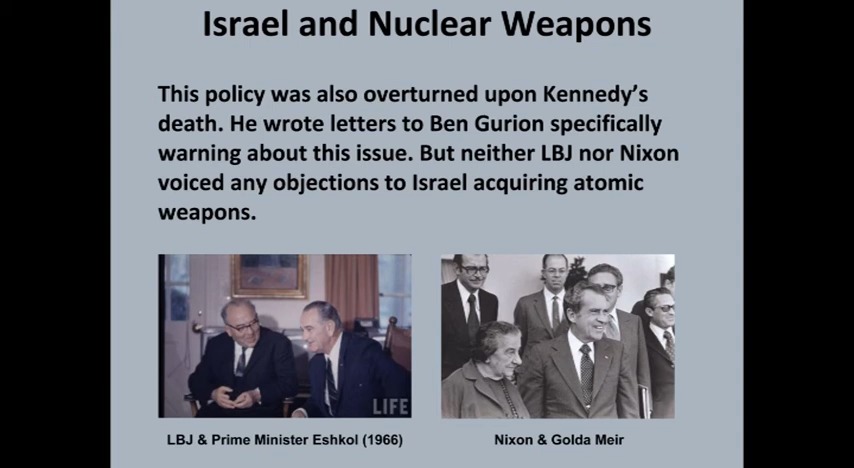 Israel and Nuclear Weapons
This policy was also overturned upon Kennedy's
death. He wrote letters to Ben Gurion specifically
warning about this issue. But neither LBJ nor Nixon
voiced any objections to Israel acquiring atomic
weapons.
LIFE
LBJ & Prime Minister Eshkol (1966)
Nixon & Golda Meir